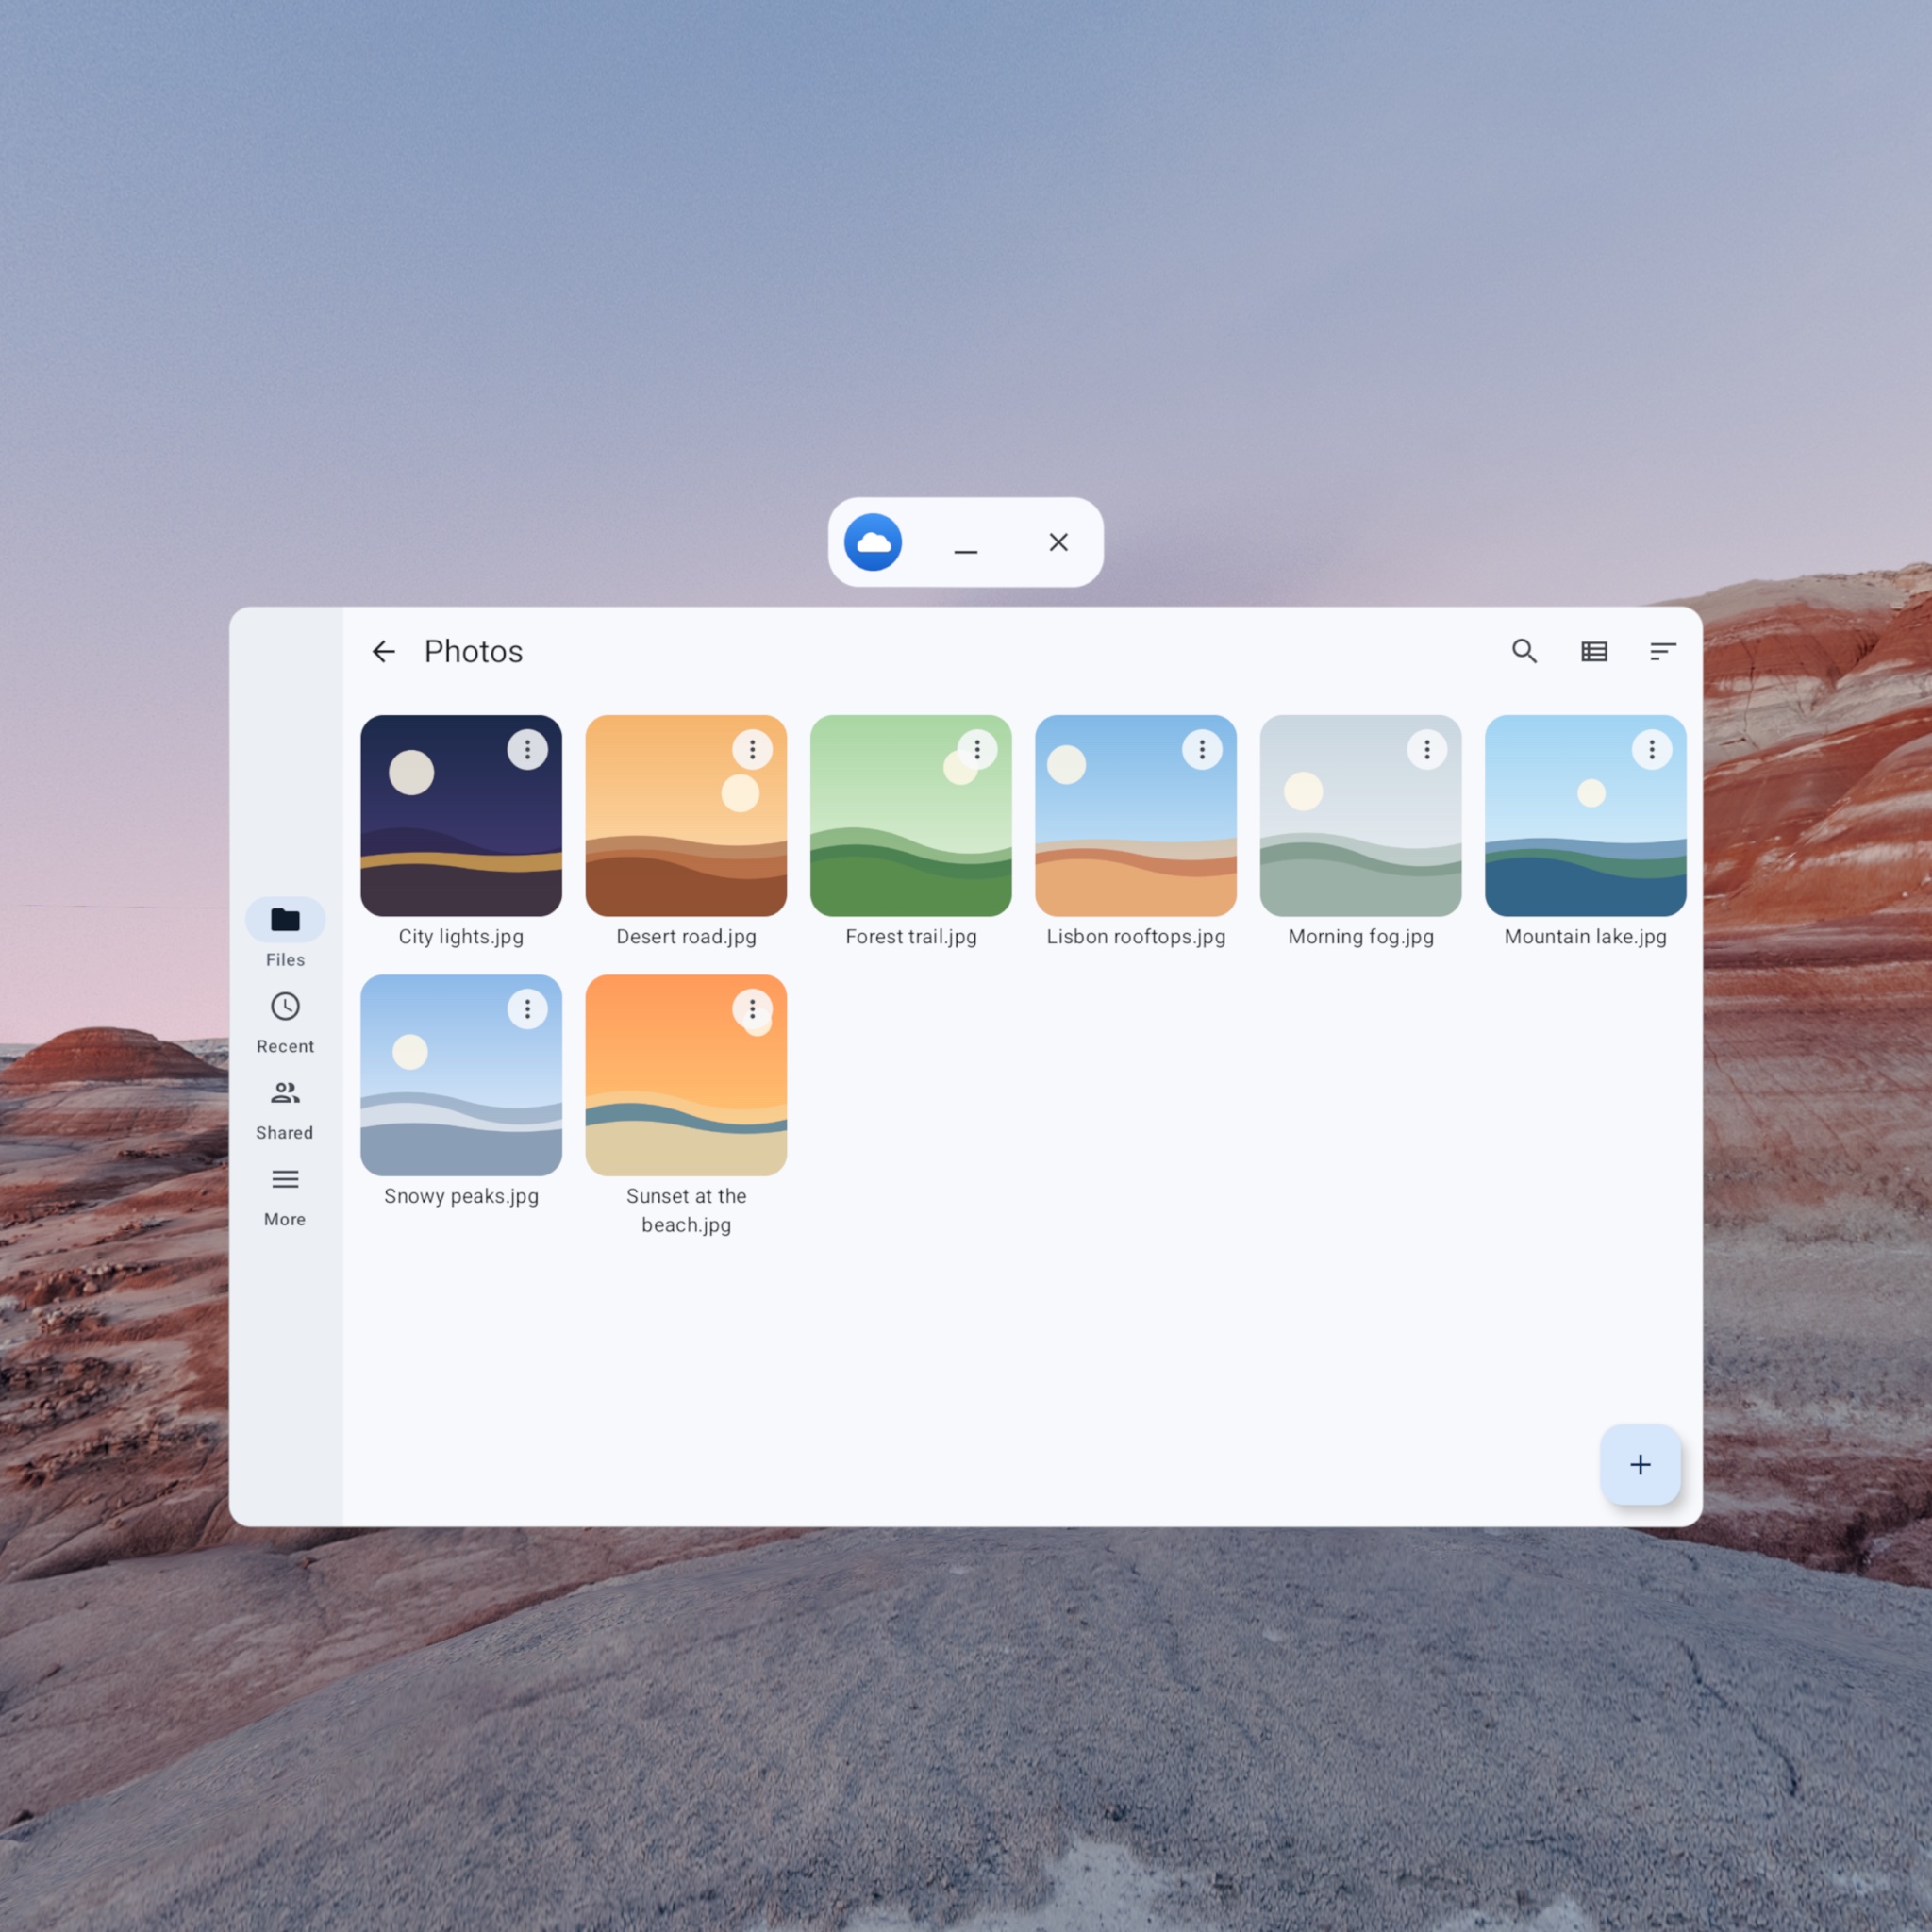 Photos
City lights.jpg
Desert road.jpg
Forest trail.jpg
Lisbon rooftops.jpg
Morning fog.jpg
Mountain lake.jpg
Files
Recent
Shared
More
Snowy peaks.jpg
Sunset at the
beach.jpg